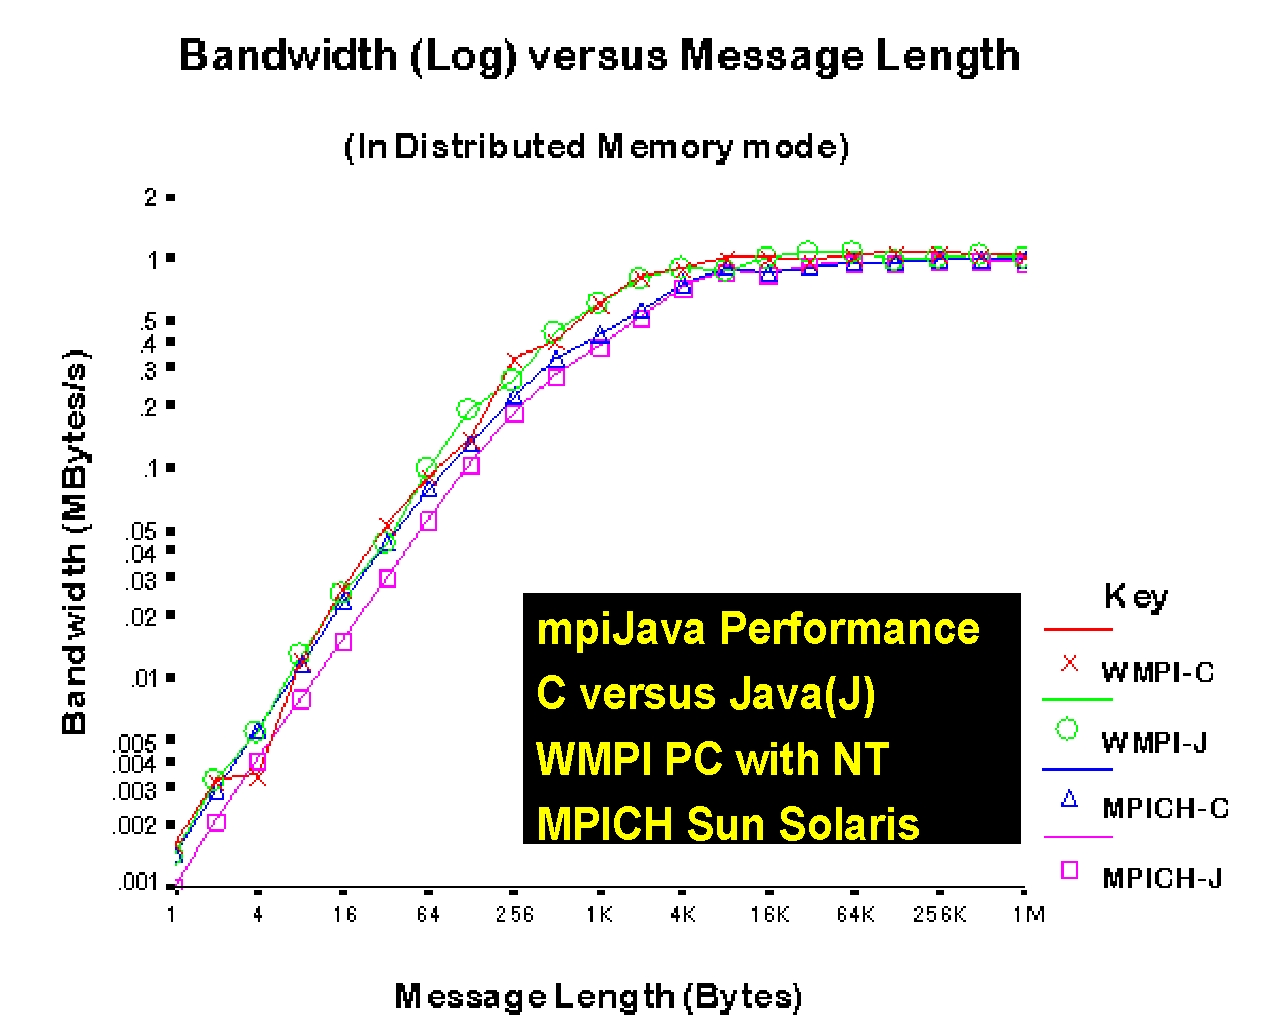 Bandwidth (Log) versus Message Length
(In Distributed Memory mode)
Bandwidth (MBytes/s)
2
1
.5
.4
.3
.2
.1
.05
.04
.03
.02
.01
.005
.004
.003
.002
.001
1 4 16 64 256 1K 4K 16K 64K 256K 1M
Message Length (Bytes)
mpiJava Performance
C versus Java(J)
WMPI PC with NT
MPICH Sun Solaris
Key
WMPI-C
WMPI-J
MPICH-C
MPICH-J